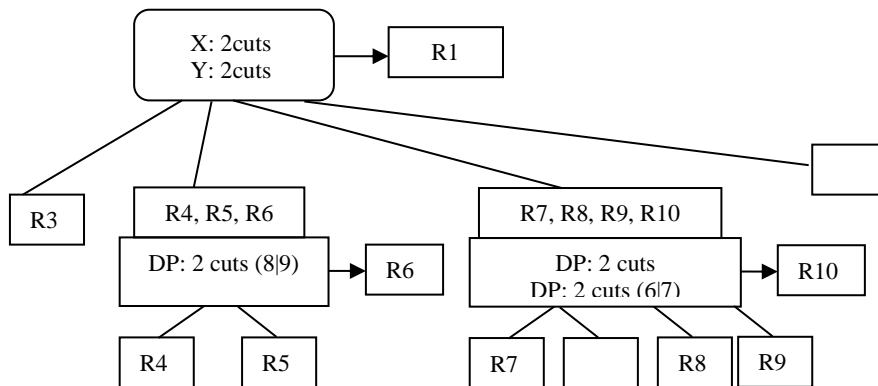 X: 2cuts
Y: 2cuts
R1
R3
R4, R5, R6
R7, R8, R9, R10
DP: 2 cuts (8|9)
R6
DP: 2 cuts
DP: 2 cuts (6|7)
R10
R4
R5
R7
R8
R9